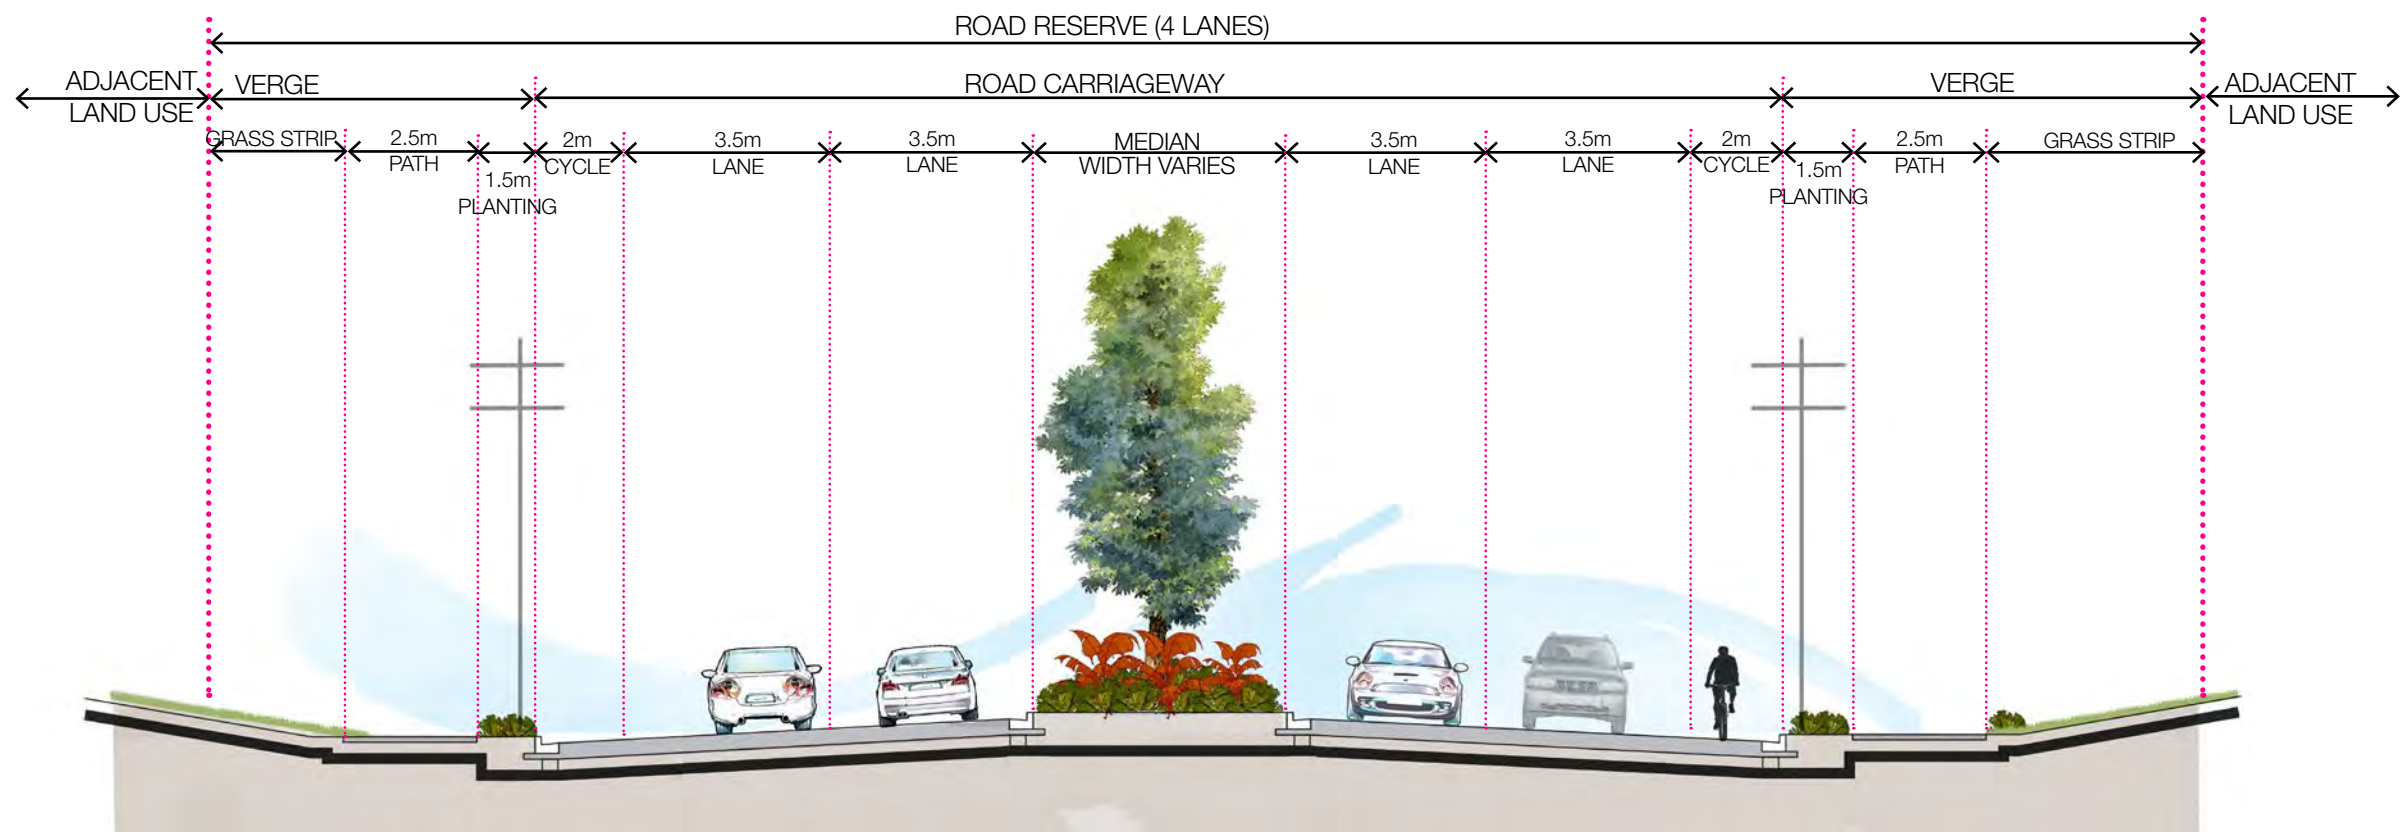 ROAD RESERVE (4 LANES)
ADJACENT
LAND USE
VERGE
ROAD CARRIAGEWAY
VERGE
ADJACENT
LAND USE
GRASS STRIP
2.5m
PATH
1.5m
PLANTING
2m
CYCLE
3.5m
LANE
3.5m
LANE
MEDIAN
WIDTH VARIES
3.5m
LANE
3.5m
LANE
2m
CYCLE
1.5m
PLANTING
2.5m
PATH
GRASS STRIP